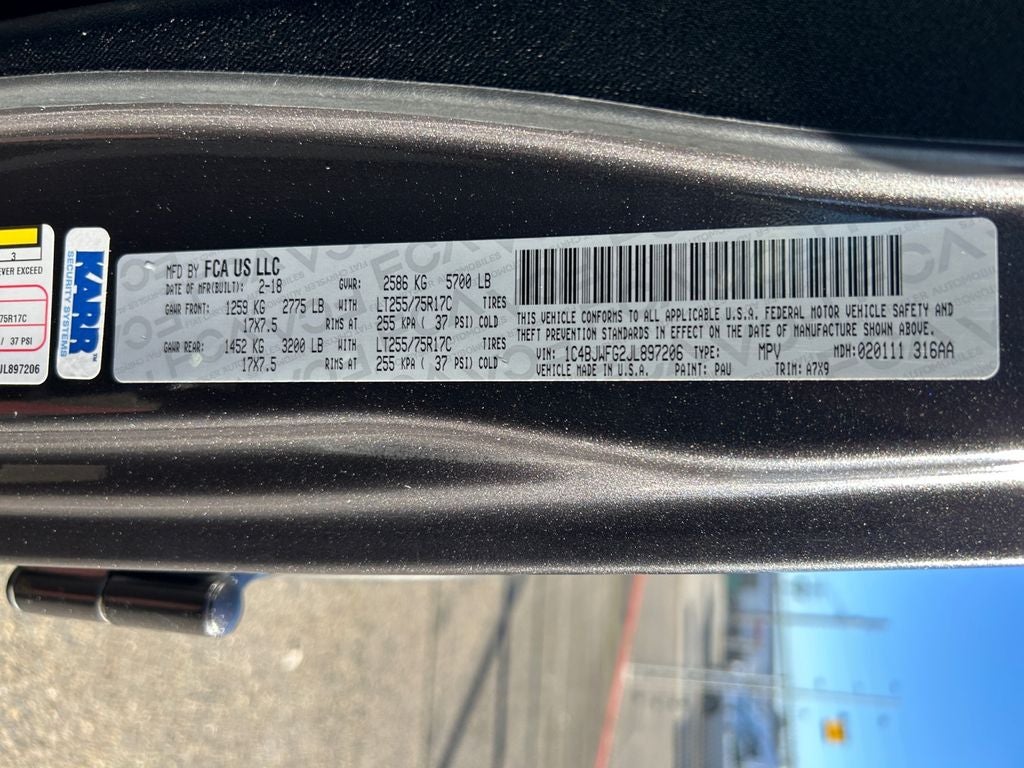 3
EVER EXCEED
75R17C
/ 37 PSI
JL897206
KARR
SECURITY SYSTEMS
™
MFD BY FCA US LLC
DATE OF MFR(BUILT): 2-18 GVWR: 2586 KG 5700 LB
GAWR FRONT: 1259 KG 2775 LB WITH LT255/75R17C TIRES
17X7.5 RIMS AT 255 KPA ( 37 PSI) COLD
GAWR REAR: 1452 KG 3200 LB WITH LT255/75R17C TIRES
17X7.5 RIMS AT 255 KPA ( 37 PSI) COLD
THIS VEHICLE CONFORMS TO ALL APPLICABLE U.S.A. FEDERAL MOTOR VEHICLE SAFETY AND
THEFT PREVENTION STANDARDS IN EFFECT ON THE DATE OF MANUFACTURE SHOWN ABOVE.
VIN: 1C4BJWFG2JL897206 TYPE: MPV MDH:020111 316AA
VEHICLE MADE IN U.S.A. PAINT: PAU TRIM: A7X9